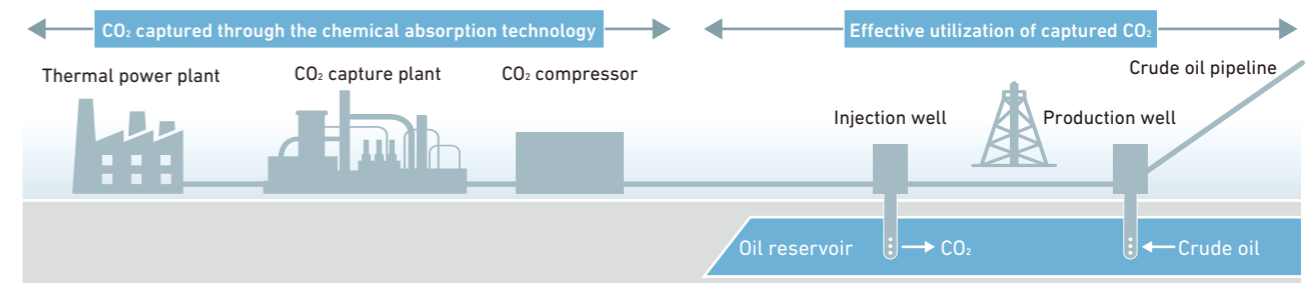 CO₂ captured through the chemical absorption technology
Effective utilization of captured CO₂
Thermal power plant
CO₂ capture plant
CO₂ compressor
Crude oil pipeline
Injection well
Production well
Oil reservoir
CO₂
Crude oil